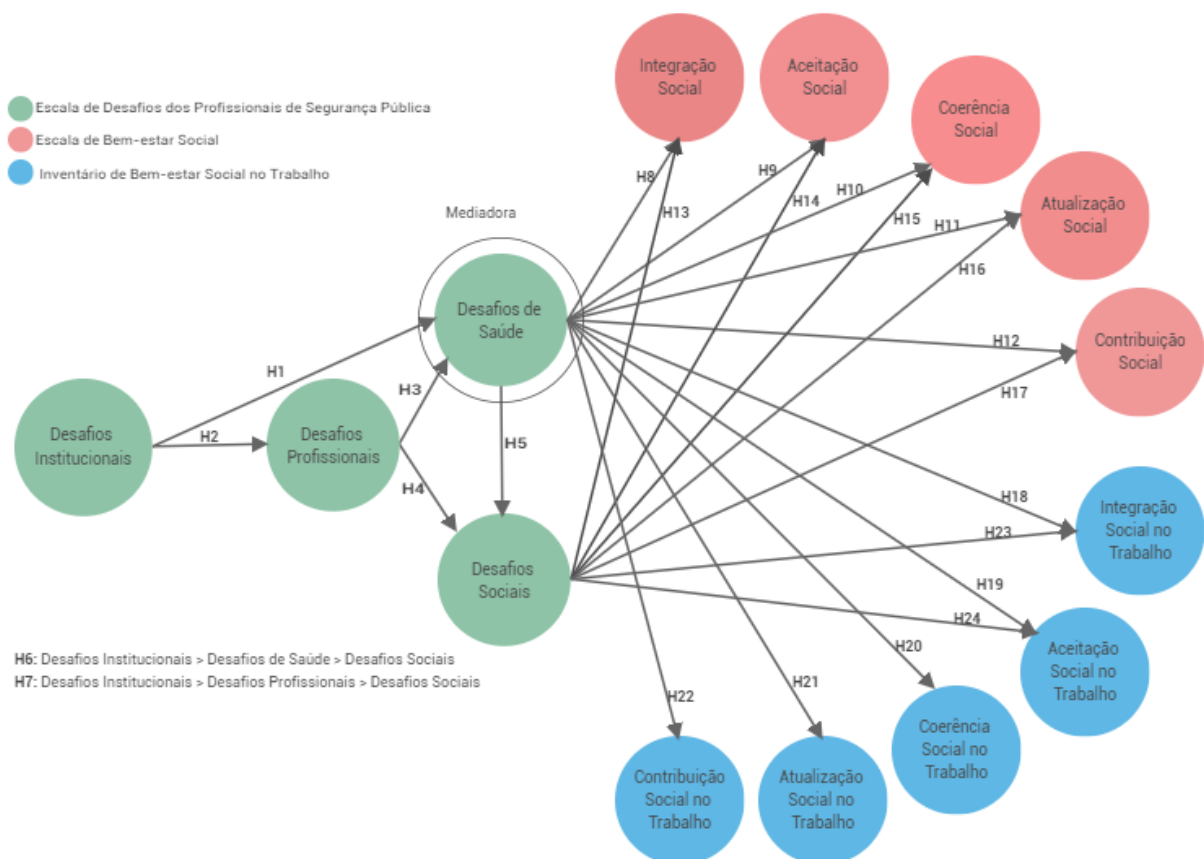 Escala de Desafios dos Profissionais de Segurança Pública
Escala de Bem-estar Social
Inventário de Bem-estar Social no Trabalho
Integração
Social
Aceitação
Social
Coerência
Social
Atualização
Social
Contribuição
Social
Mediadora
Desafios de
Saúde
Desafios
Institucionais
Desafios
Profissionais
Desafios
Sociais
H1
H2
H3
H4
H5
H8
H13
H9
H14
H10
H15
H11
H16
H12
H17
H18
H23
H19
H24
H20
H21
H22
Integração
Social no
Trabalho
Aceitação
Social no
Trabalho
Coerência
Social no
Trabalho
Atualização
Social no
Trabalho
Contribuição
Social no
Trabalho
H6: Desafios Institucionais > Desafios de Saúde > Desafios Sociais
H7: Desafios Institucionais > Desafios Profissionais > Desafios Sociais